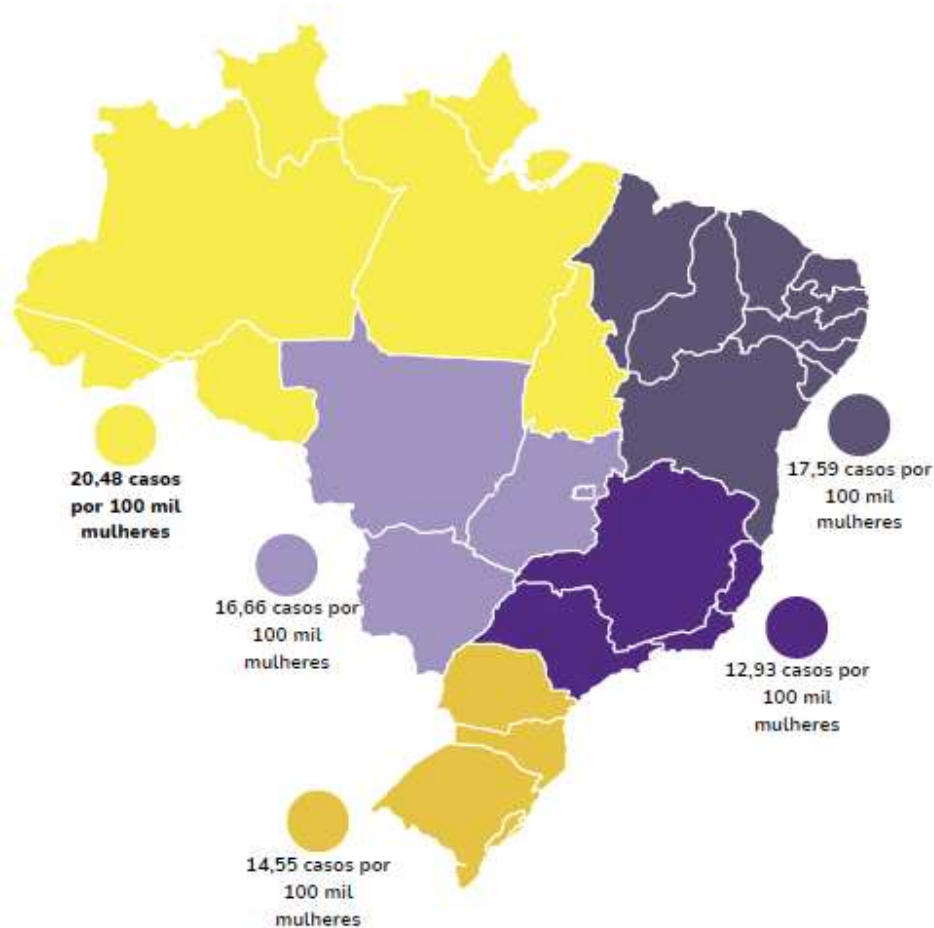 20,48 casos
por 100 mil
mulheres
17,59 casos por
100 mil
mulheres
16,66 casos por
100 mil
mulheres
12,93 casos por
100 mil
mulheres
14,55 casos por
100 mil
mulheres